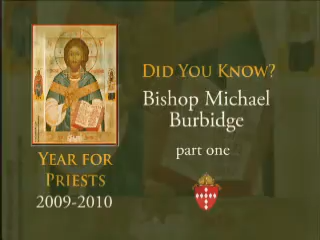 Did You Know?
Bishop Michael
Burbidge
part one
Year for
Priests
2009-2010